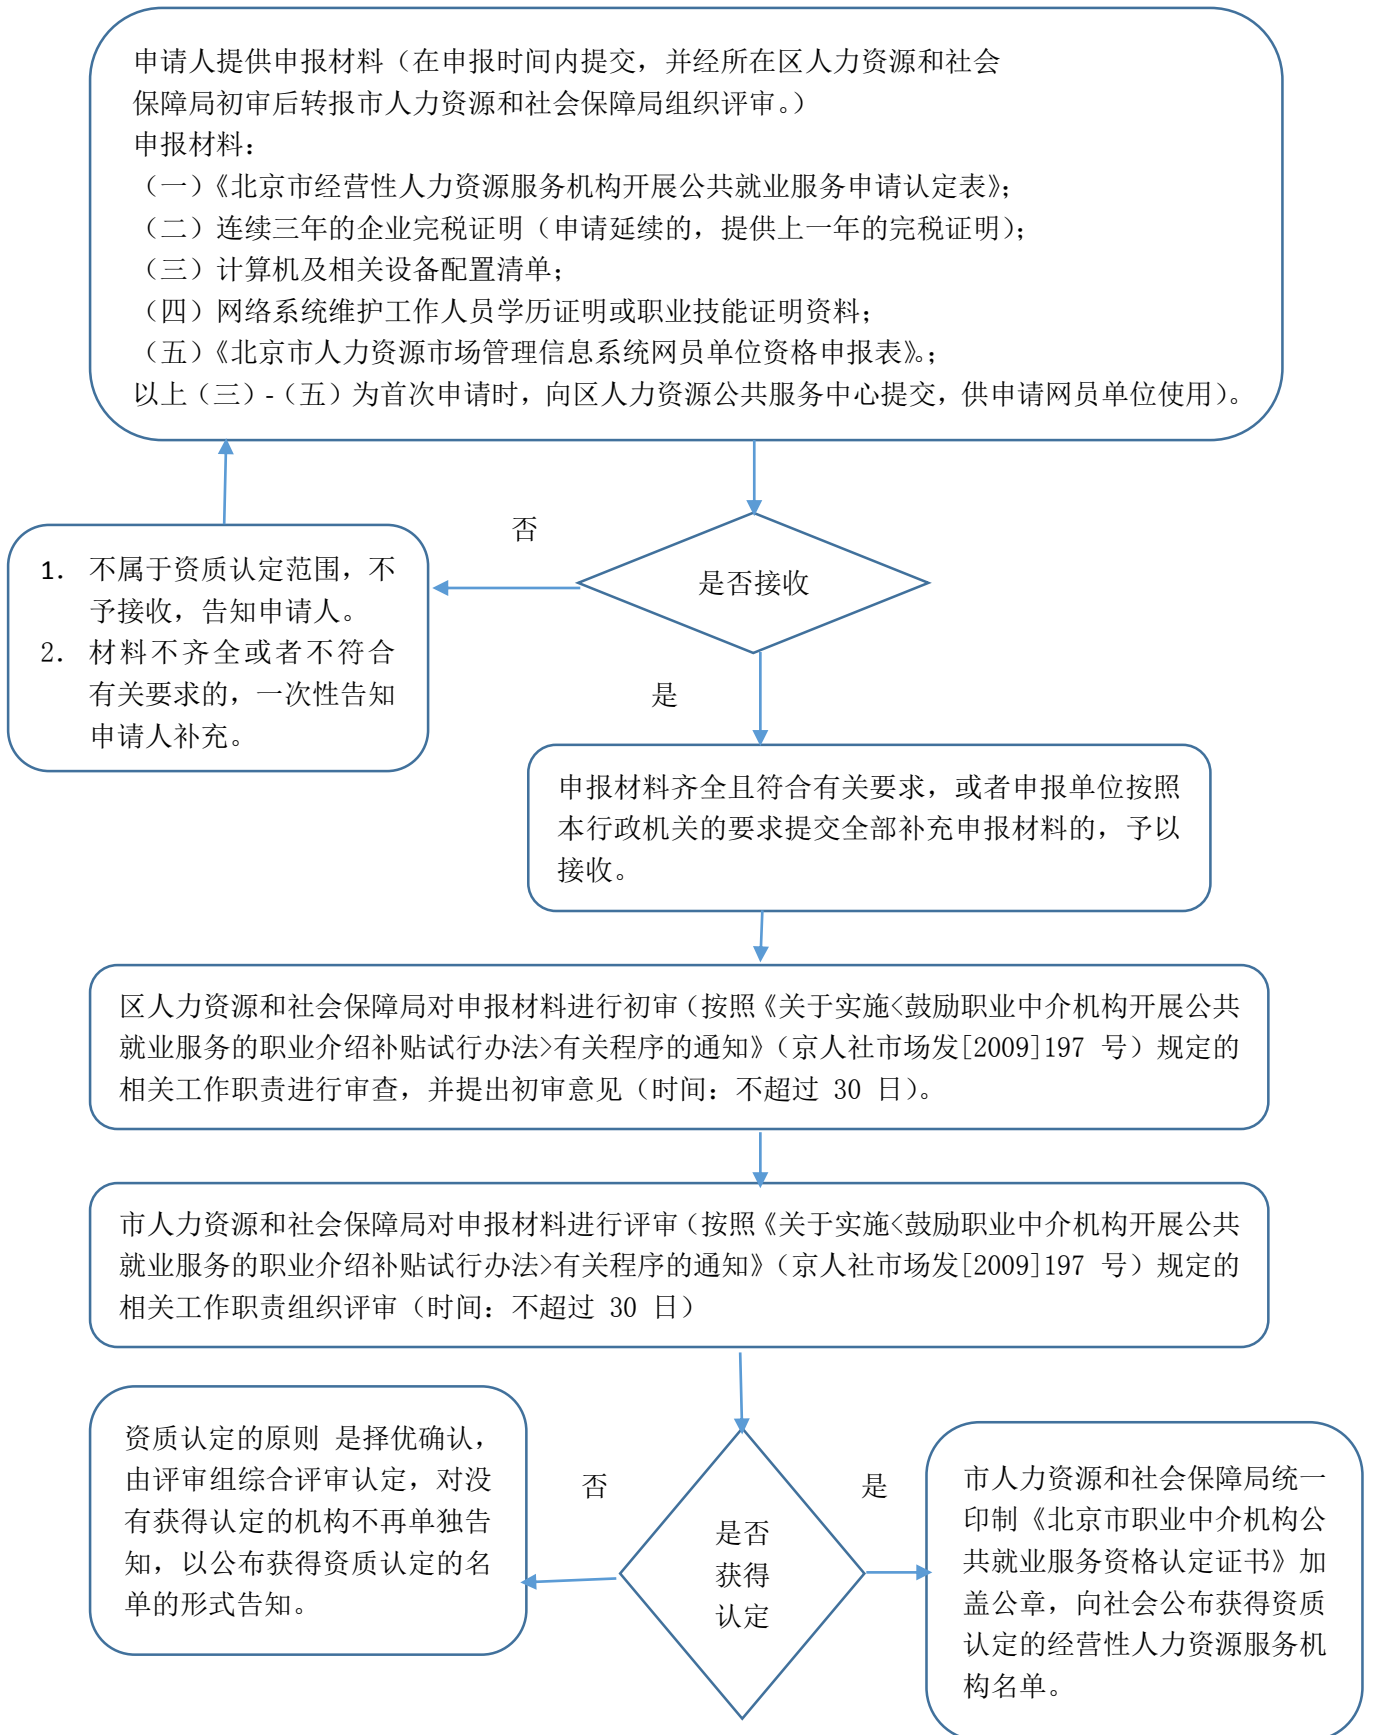 申请人提供申报材料（在申报时间内提交，并经所在区人力资源和社会
保障局初审后转报市人力资源和社会保障局组织评审。）
申报材料：
（一）《北京市经营性人力资源服务机构开展公共就业服务申请认定表》；
（二）连续三年的企业完税证明（申请延续的，提供上一年的完税证明）；
（三）计算机及相关设备配置清单；
（四）网络系统维护工作人员学历证明或职业技能证明资料；
（五）《北京市人力资源市场管理信息系统网员单位资格申报表》。；
以上（三）-（五）为首次申请时，向区人力资源公共服务中心提交，供申请网员单位使用）。
否
1. 不属于资质认定范围，不
予接收，告知申请人。
2. 材料不齐全或者不符合
有关要求的，一次性告知
申请人补充。
是否接收
是
申报材料齐全且符合有关要求，或者申报单位按照
本行政机关的要求提交全部补充申报材料的，予以
接收。
区人力资源和社会保障局对申报材料进行初审（按照《关于实施<鼓励职业中介机构开展公共
就业服务的职业介绍补贴试行办法>有关程序的通知》（京人社市场发[2009]197 号）规定的
相关工作职责进行审查，并提出初审意见（时间：不超过 30 日）。
市人力资源和社会保障局对申报材料进行评审（按照《关于实施<鼓励职业中介机构开展公共
就业服务的职业介绍补贴试行办法>有关程序的通知》（京人社市场发[2009]197 号）规定的
相关工作职责组织评审（时间：不超过 30 日）
资质认定的原则 是择优确认，
由评审组综合评审认定，对没
有获得认定的机构不再单独告
知，以公布获得资质认定的名
单的形式告知。
否
是否
获得
认定
是
市人力资源和社会保障局统一
印制《北京市职业中介机构公
共就业服务资格认定证书》加
盖公章，向社会公布获得资质
认定的经营性人力资源服务机
构名单。